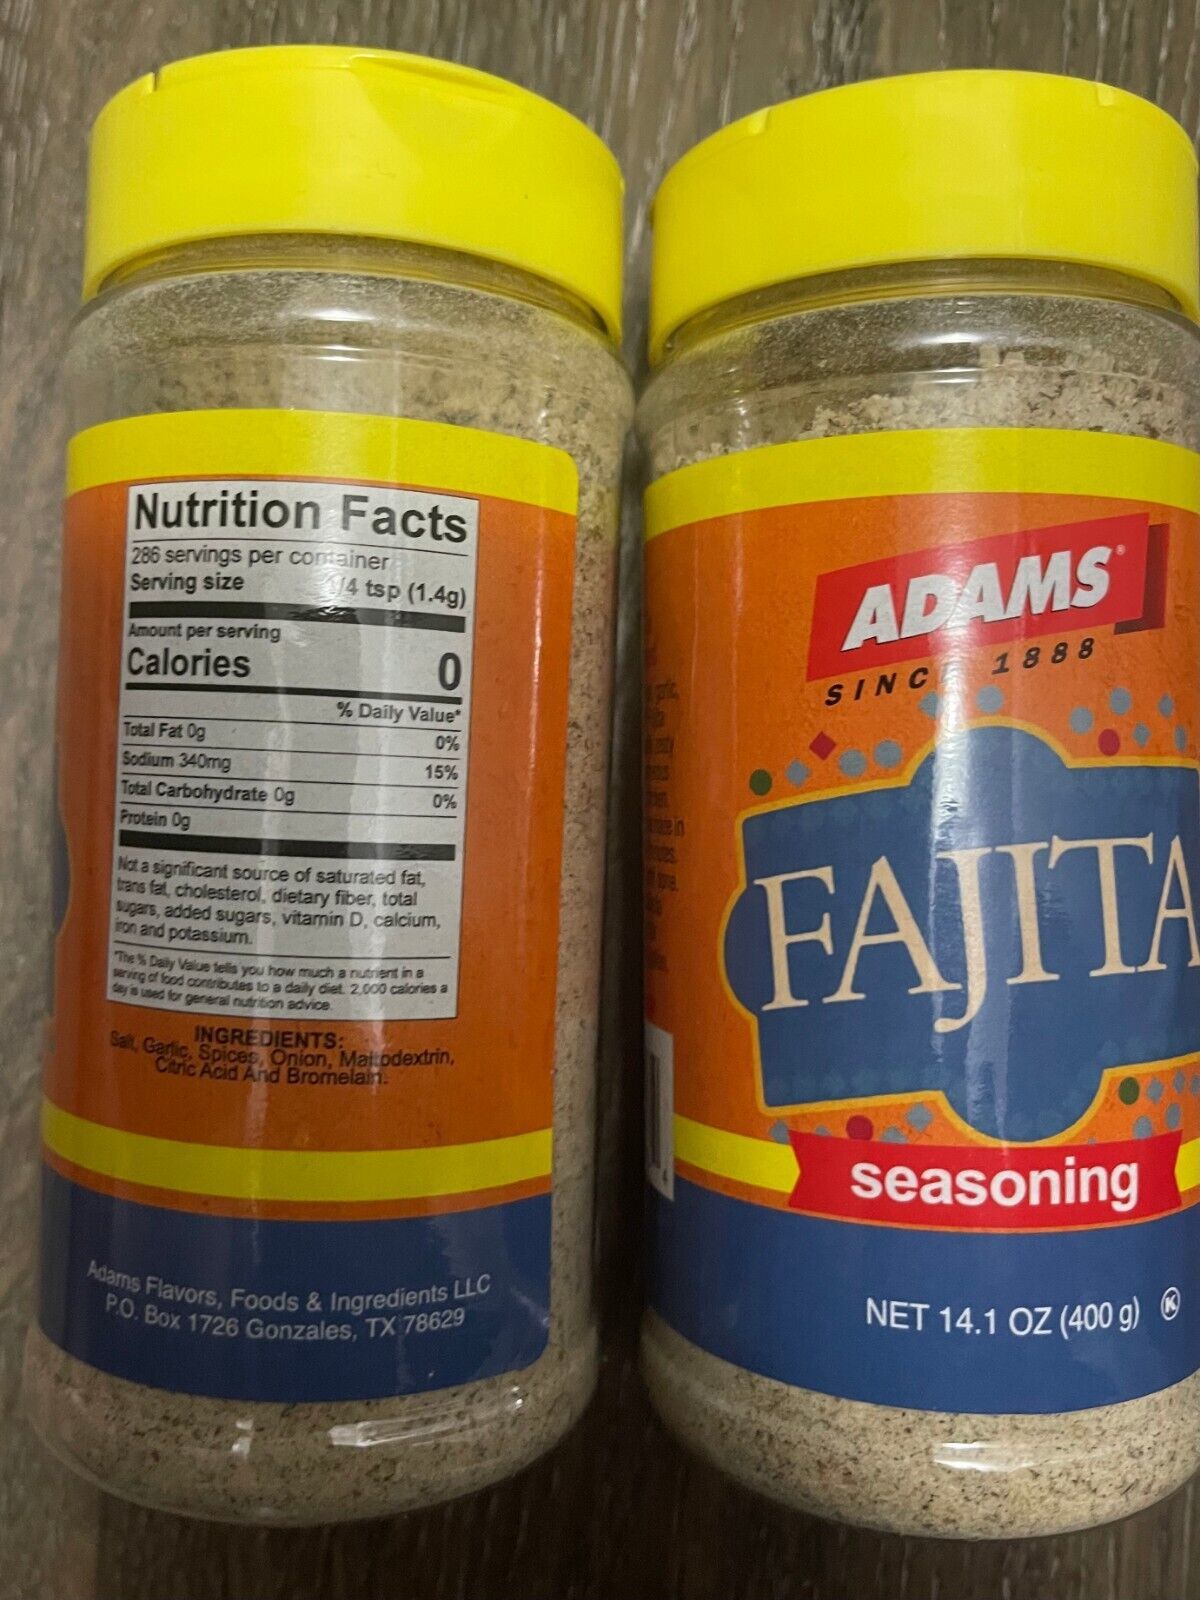 Nutrition Facts
286 servings per container
Serving size 1/4 tsp (1.4g)
Amount per serving
Calories 0
% Daily Value*
Total Fat 0g 0%
Sodium 340mg 15%
Total Carbohydrate 0g 0%
Protein 0g
Not a significant source of saturated fat,
trans fat, cholesterol, dietary fiber, total
sugars, added sugars, vitamin D, calcium,
iron and potassium.
*The % Daily Value tells you how much a nutrient in a
serving of food contributes to a daily diet. 2,000 calories a
day is used for general nutrition advice.
INGREDIENTS:
Salt, Garlic, Spices, Onion, Maltodextrin,
Citric Acid And Bromelain.
Adams Flavors, Foods & Ingredients LLC
P.O. Box 1726 Gonzales, TX 78629
ADAMS®
SINCE 1888
FAJITA
seasoning
NET 14.1 OZ (400 g) K